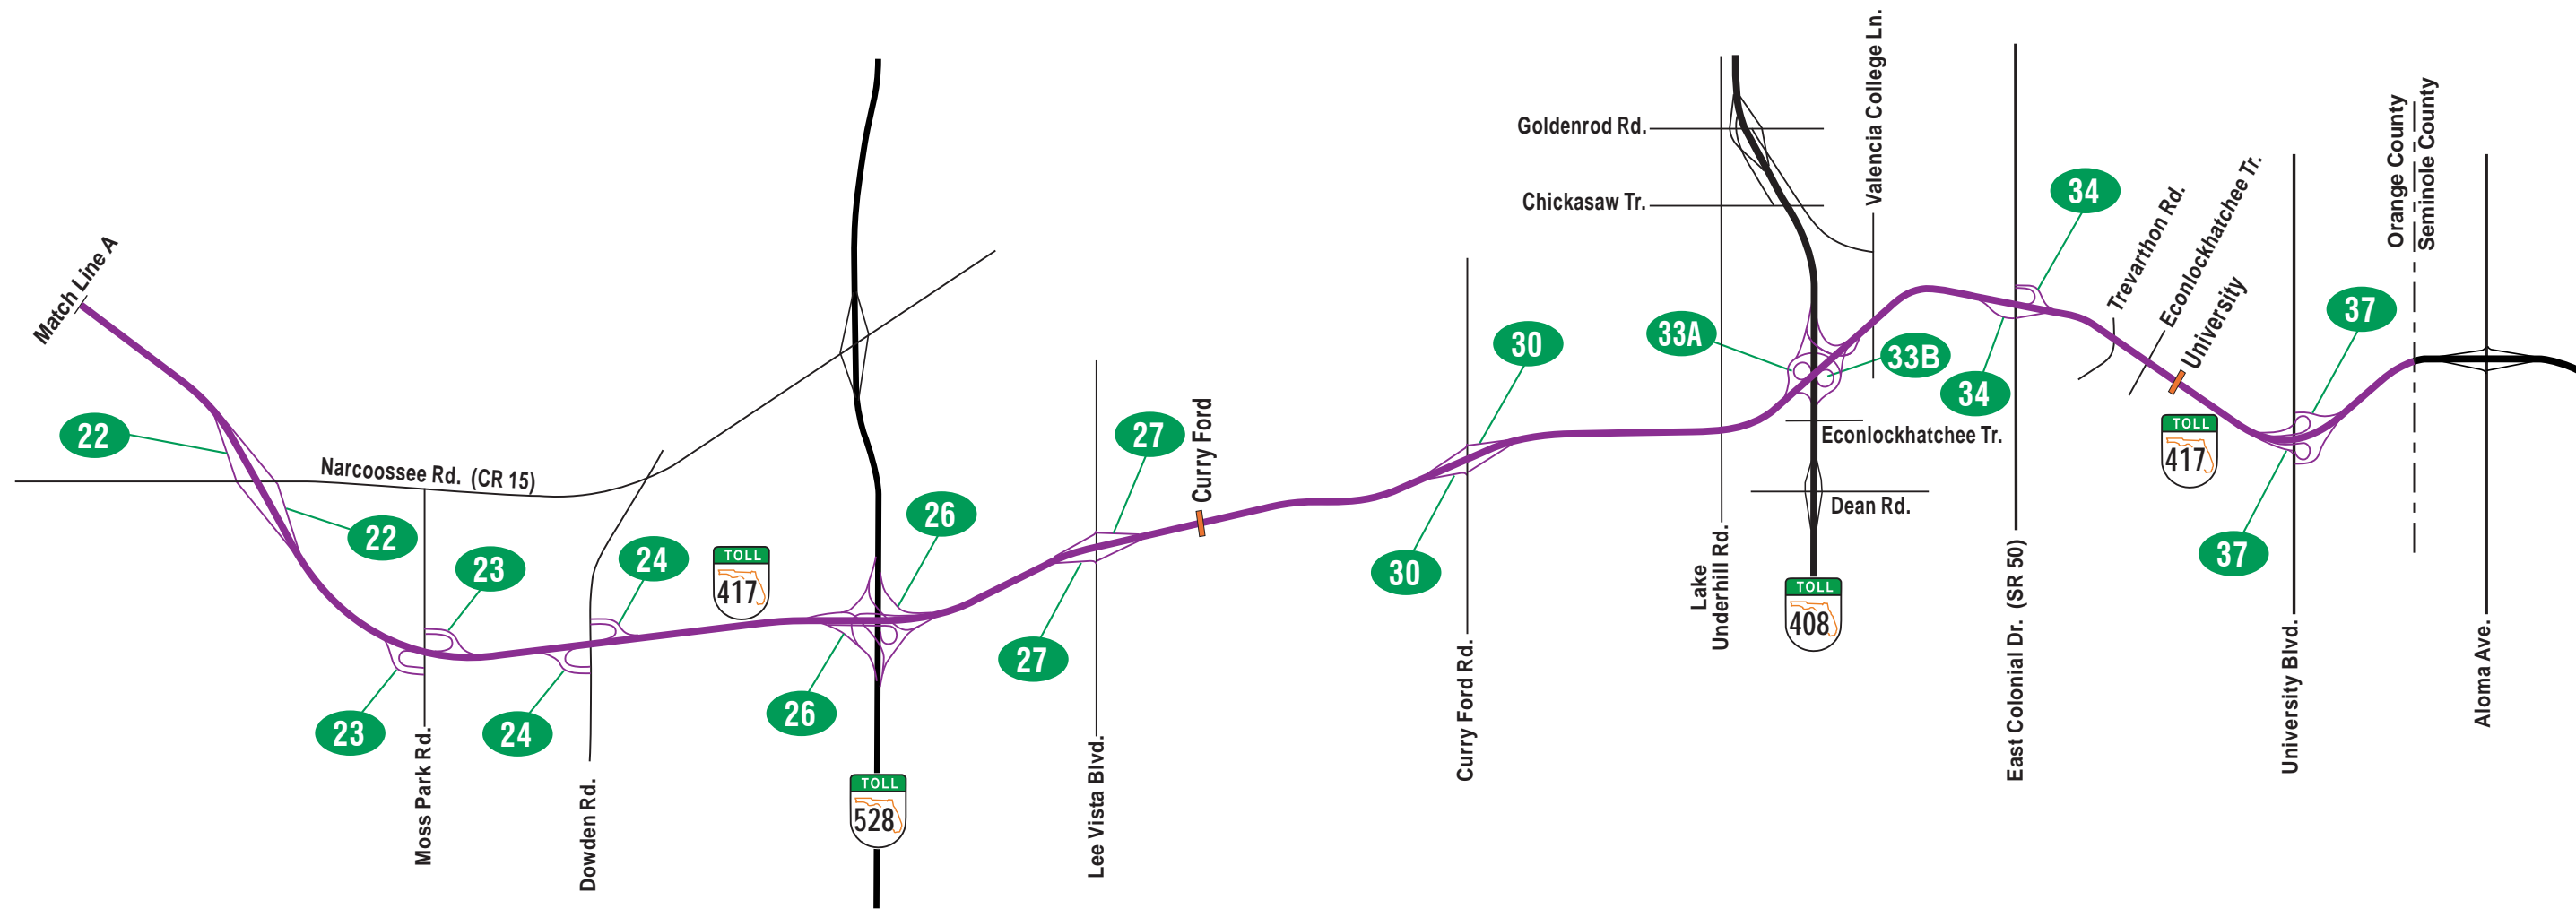 Match Line A
22
22
Narcoossee Rd. (CR 15)
23
23
Moss Park Rd.
24
24
Dowden Rd.
TOLL
417
26
26
TOLL
528
27
27
Lee Vista Blvd.
Curry Ford
30
30
Curry Ford Rd.
Goldenrod Rd.
Chickasaw Tr.
Valencia College Ln.
33A
33B
Lake
Underhill Rd.
Econlockhatchee Tr.
Dean Rd.
TOLL
408
34
34
East Colonial Dr. (SR 50)
Trevarthon Rd.
Econlockhatchee Tr.
University
TOLL
417
37
37
University Blvd.
Orange County
Seminole County
Aloma Ave.